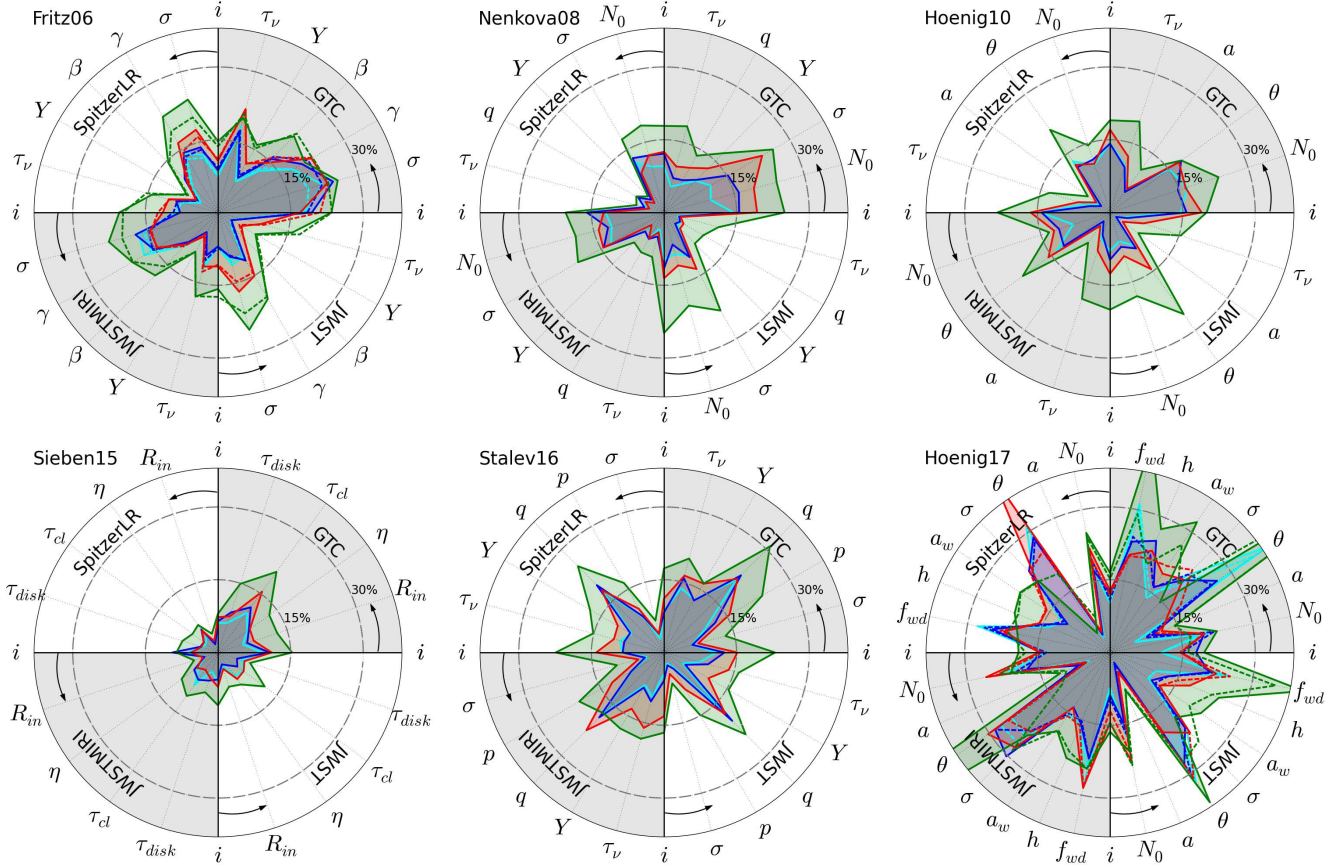 Fritz06
i
τν
Y
β
γ
σ
i
τν
Y
β
γ
σ
i
τν
Y
β
γ
σ
i
τν
Y
β
γ
σ
SpitzerLR
GTC
JWSTMIRI
JWST
15%
30%
Nenkova08
i
τν
q
Y
σ
N0
i
τν
q
Y
σ
N0
i
τν
q
Y
σ
N0
i
τν
q
Y
σ
N0
SpitzerLR
GTC
JWSTMIRI
JWST
15%
30%
Hoenig10
i
τν
a
θ
N0
i
τν
a
θ
N0
i
τν
a
θ
N0
i
τν
a
θ
N0
SpitzerLR
GTC
JWSTMIRI
JWST
15%
30%
Sieben15
i
τdisk
τcl
η
Rin
i
τdisk
τcl
η
Rin
i
τdisk
τcl
η
Rin
i
τdisk
τcl
η
Rin
SpitzerLR
GTC
JWSTMIRI
JWST
15%
30%
Stalev16
i
τν
Y
q
p
σ
i
τν
Y
q
p
σ
i
τν
Y
q
p
σ
i
τν
Y
q
p
σ
SpitzerLR
GTC
JWSTMIRI
JWST
15%
30%
Hoenig17
i
fwd
h
aw
σ
θ
a
N0
i
fwd
h
aw
σ
θ
a
N0
i
fwd
h
aw
σ
θ
a
N0
i
fwd
h
aw
σ
θ
a
N0
SpitzerLR
GTC
JWSTMIRI
JWST
15%
30%